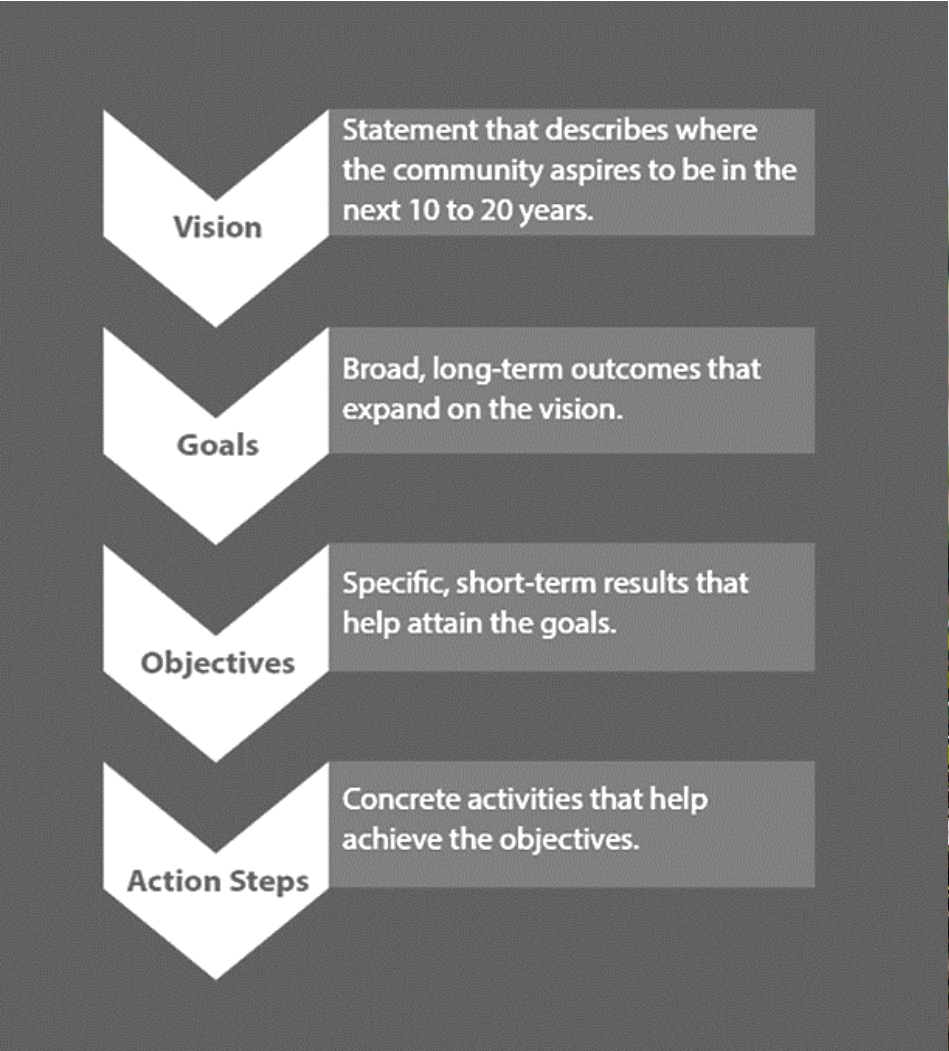 Statement that describes where
the community aspires to be in the
next 10 to 20 years.
Vision
Broad, long-term outcomes that
expand on the vision.
Goals
Specific, short-term results that
help attain the goals.
Objectives
Concrete activities that help
achieve the objectives.
Action Steps